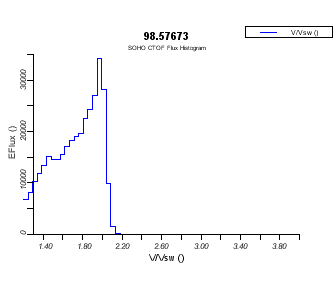 98.57673
SOHO CTOF Flux Histogram
V/Vsw ()
EFlux ()
30000
20000
10000
0
1.40 1.80 2.20 2.60 3.00 3.40 3.80
V/Vsw ()